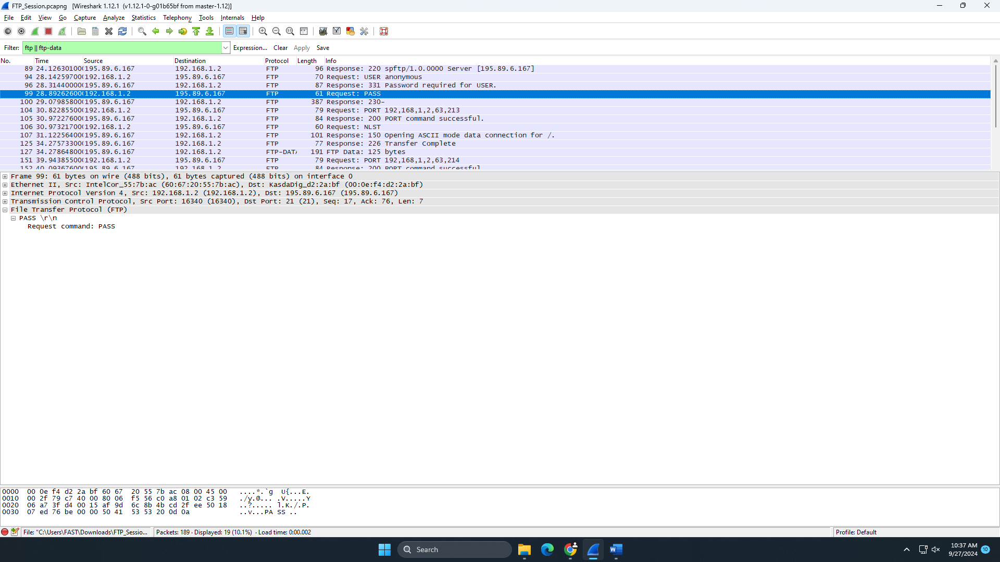 FTP_Session.pcapng   [Wireshark 1.12.1  (v1.12.1-0-g01b65bf from master-1.12)]
File Edit View Go Capture Analyze Statistics Telephony Tools Internals Help
Filter: ftp || ftp-data Expression... Clear Apply Save
No. Time Source Destination Protocol Length Info
89 24.126301000 195.89.6.167 192.168.1.2 FTP 96 Response: 220 spftp/1.0.0000 Server [195.89.6.167]
94 28.142597000 192.168.1.2 195.89.6.167 FTP 70 Request: USER anonymous
96 28.314400000 195.89.6.167 192.168.1.2 FTP 87 Response: 331 Password required for USER.
99 28.892626000 192.168.1.2 195.89.6.167 FTP 61 Request: PASS
100 29.079858000 195.89.6.167 192.168.1.2 FTP 387 Response: 230-
104 30.822855000 192.168.1.2 195.89.6.167 FTP 79 Request: PORT 192,168,1,2,63,213
105 30.972276000 195.89.6.167 192.168.1.2 FTP 84 Response: 200 PORT command successful.
106 30.973217000 192.168.1.2 195.89.6.167 FTP 60 Request: NLST
107 31.122564000 195.89.6.167 192.168.1.2 FTP 101 Response: 150 Opening ASCII mode data connection for /.
125 34.275733000 195.89.6.167 192.168.1.2 FTP 77 Response: 226 Transfer Complete
127 34.278648000 195.89.6.167 192.168.1.2 FTP-DATA 191 FTP Data: 125 bytes
151 39.943855000 192.168.1.2 195.89.6.167 FTP 79 Request: PORT 192,168,1,2,63,214
152 40.093676000 195.89.6.167 192.168.1.2 FTP 84 Response: 200 PORT command successful
Frame 99: 61 bytes on wire (488 bits), 61 bytes captured (488 bits) on interface 0
Ethernet II, Src: IntelCor_55:7b:ac (60:67:20:55:7b:ac), Dst: KasdaDig_d2:2a:bf (00:0e:f4:d2:2a:bf)
Internet Protocol Version 4, Src: 192.168.1.2 (192.168.1.2), Dst: 195.89.6.167 (195.89.6.167)
Transmission Control Protocol, Src Port: 16340 (16340), Dst Port: 21 (21), Seq: 17, Ack: 76, Len: 7
File Transfer Protocol (FTP)
PASS \r\n
Request command: PASS
0000  00 0e f4 d2 2a bf 60 67  20 55 7b ac 08 00 45 00   ....*.`g  U{...E.
0010  00 2f 79 c7 40 00 80 06  f5 56 c0 a8 01 02 c3 59   ./y.@... .V.....Y
0020  06 a7 3f d4 00 15 af 9d  6c 8b 4b cd 2f ee 50 18   ..?..... l.K./.P.
0030  07 ed 76 be 00 00 50 41  53 53 20 0d 0a   ..v...PA SS ..
File: "C:\Users\FAST\Downloads\FTP_Sessio... Packets: 189 · Displayed: 19 (10.1%)  · Load time: 0:00.002 Profile: Default
Search
10:37 AM
9/27/2024
10